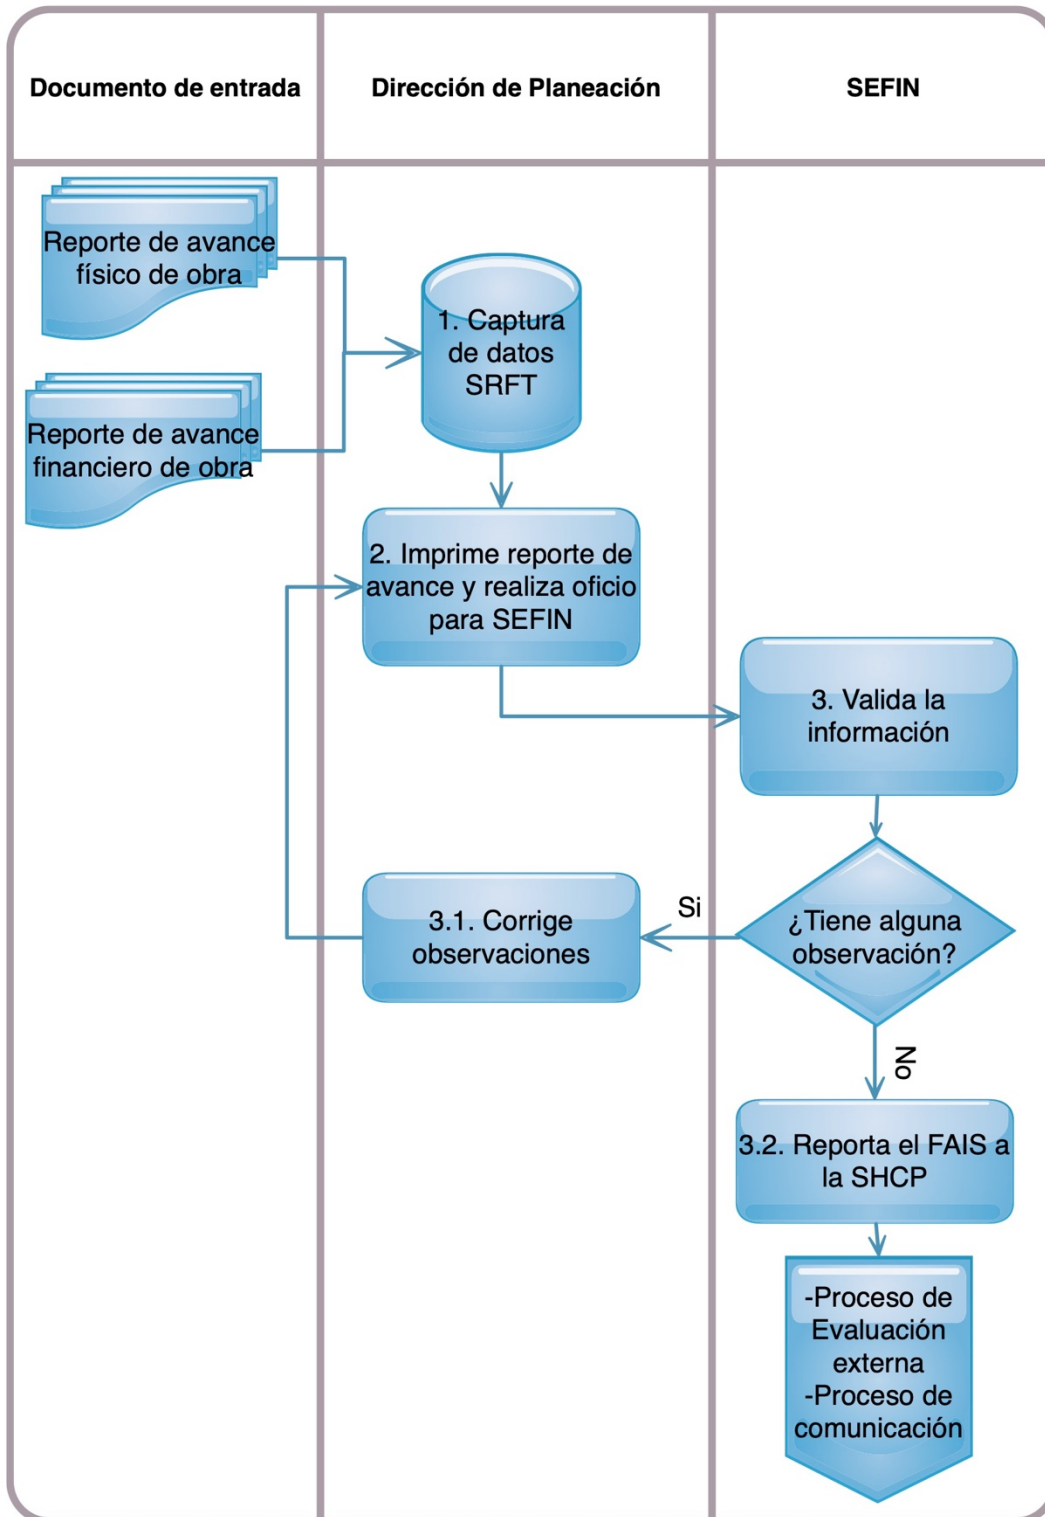 Documento de entrada
Dirección de Planeación
SEFIN
Reporte de avance
físico de obra
Reporte de avance
financiero de obra
1. Captura
de datos
SRFT
2. Imprime reporte de
avance y realiza oficio
para SEFIN
3. Valida la
información
¿Tiene alguna
observación?
Si
3.1. Corrige
observaciones
No
3.2. Reporta el FAIS a
la SHCP
-Proceso de
Evaluación
externa
-Proceso de
comunicación